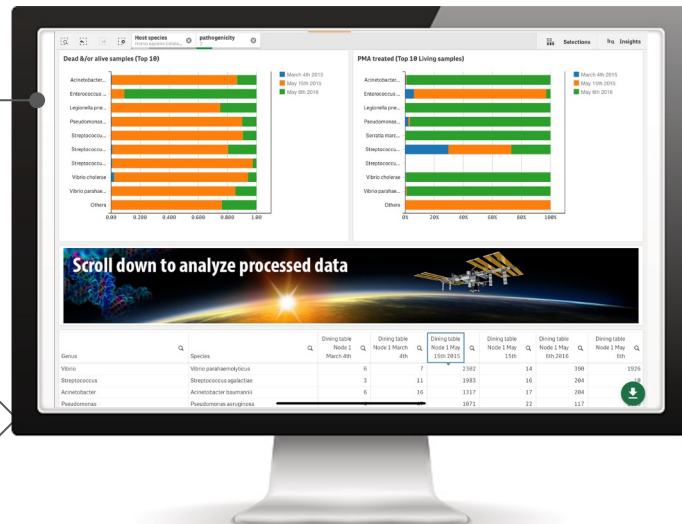 Host species
pathogenicity
Selections
Insights
Dead &/or alive samples (Top 10)
Acinetobacter...
Enterococcus ...
Legionella pne...
Pseudomonas...
Streptococcu...
Streptococcu...
Streptococcu...
Vibrio cholerae
Vibrio parahae...
Others
0.00 0.200 0.400 0.600 0.800 1.00
March 4th 2015
May 15th 2015
May 6th 2016
PMA treated (Top 10 Living samples)
Acinetobacter...
Enterococcus ...
Legionella pne...
Pseudomonas...
Serratia marc...
Streptococcu...
Streptococcu...
Vibrio cholerae
Vibrio parahae...
Others
0% 20% 40% 60% 80% 100%
March 4th 2015
May 15th 2015
May 6th 2016
Scroll down to analyze processed data
Genus
Species
Dining table
Node 1
March 4th
Dining table
Node 1 March
4th
Dining table
Node 1 May
15th 2015
Dining table
Node 1 May
15th
Dining table
Node 1 May
6th 2016
Dining table
Node 1 May
6th
Vibrio Vibrio parahaemolyticus 6 7 2302 14 390 1926
Streptococcus Streptococcus agalactiae 3 11 1983 16 204
Acinetobacter Acinetobacter baumannii 6 16 1317 17 204
Pseudomonas Pseudomonas aeruginosa 1071 22 117